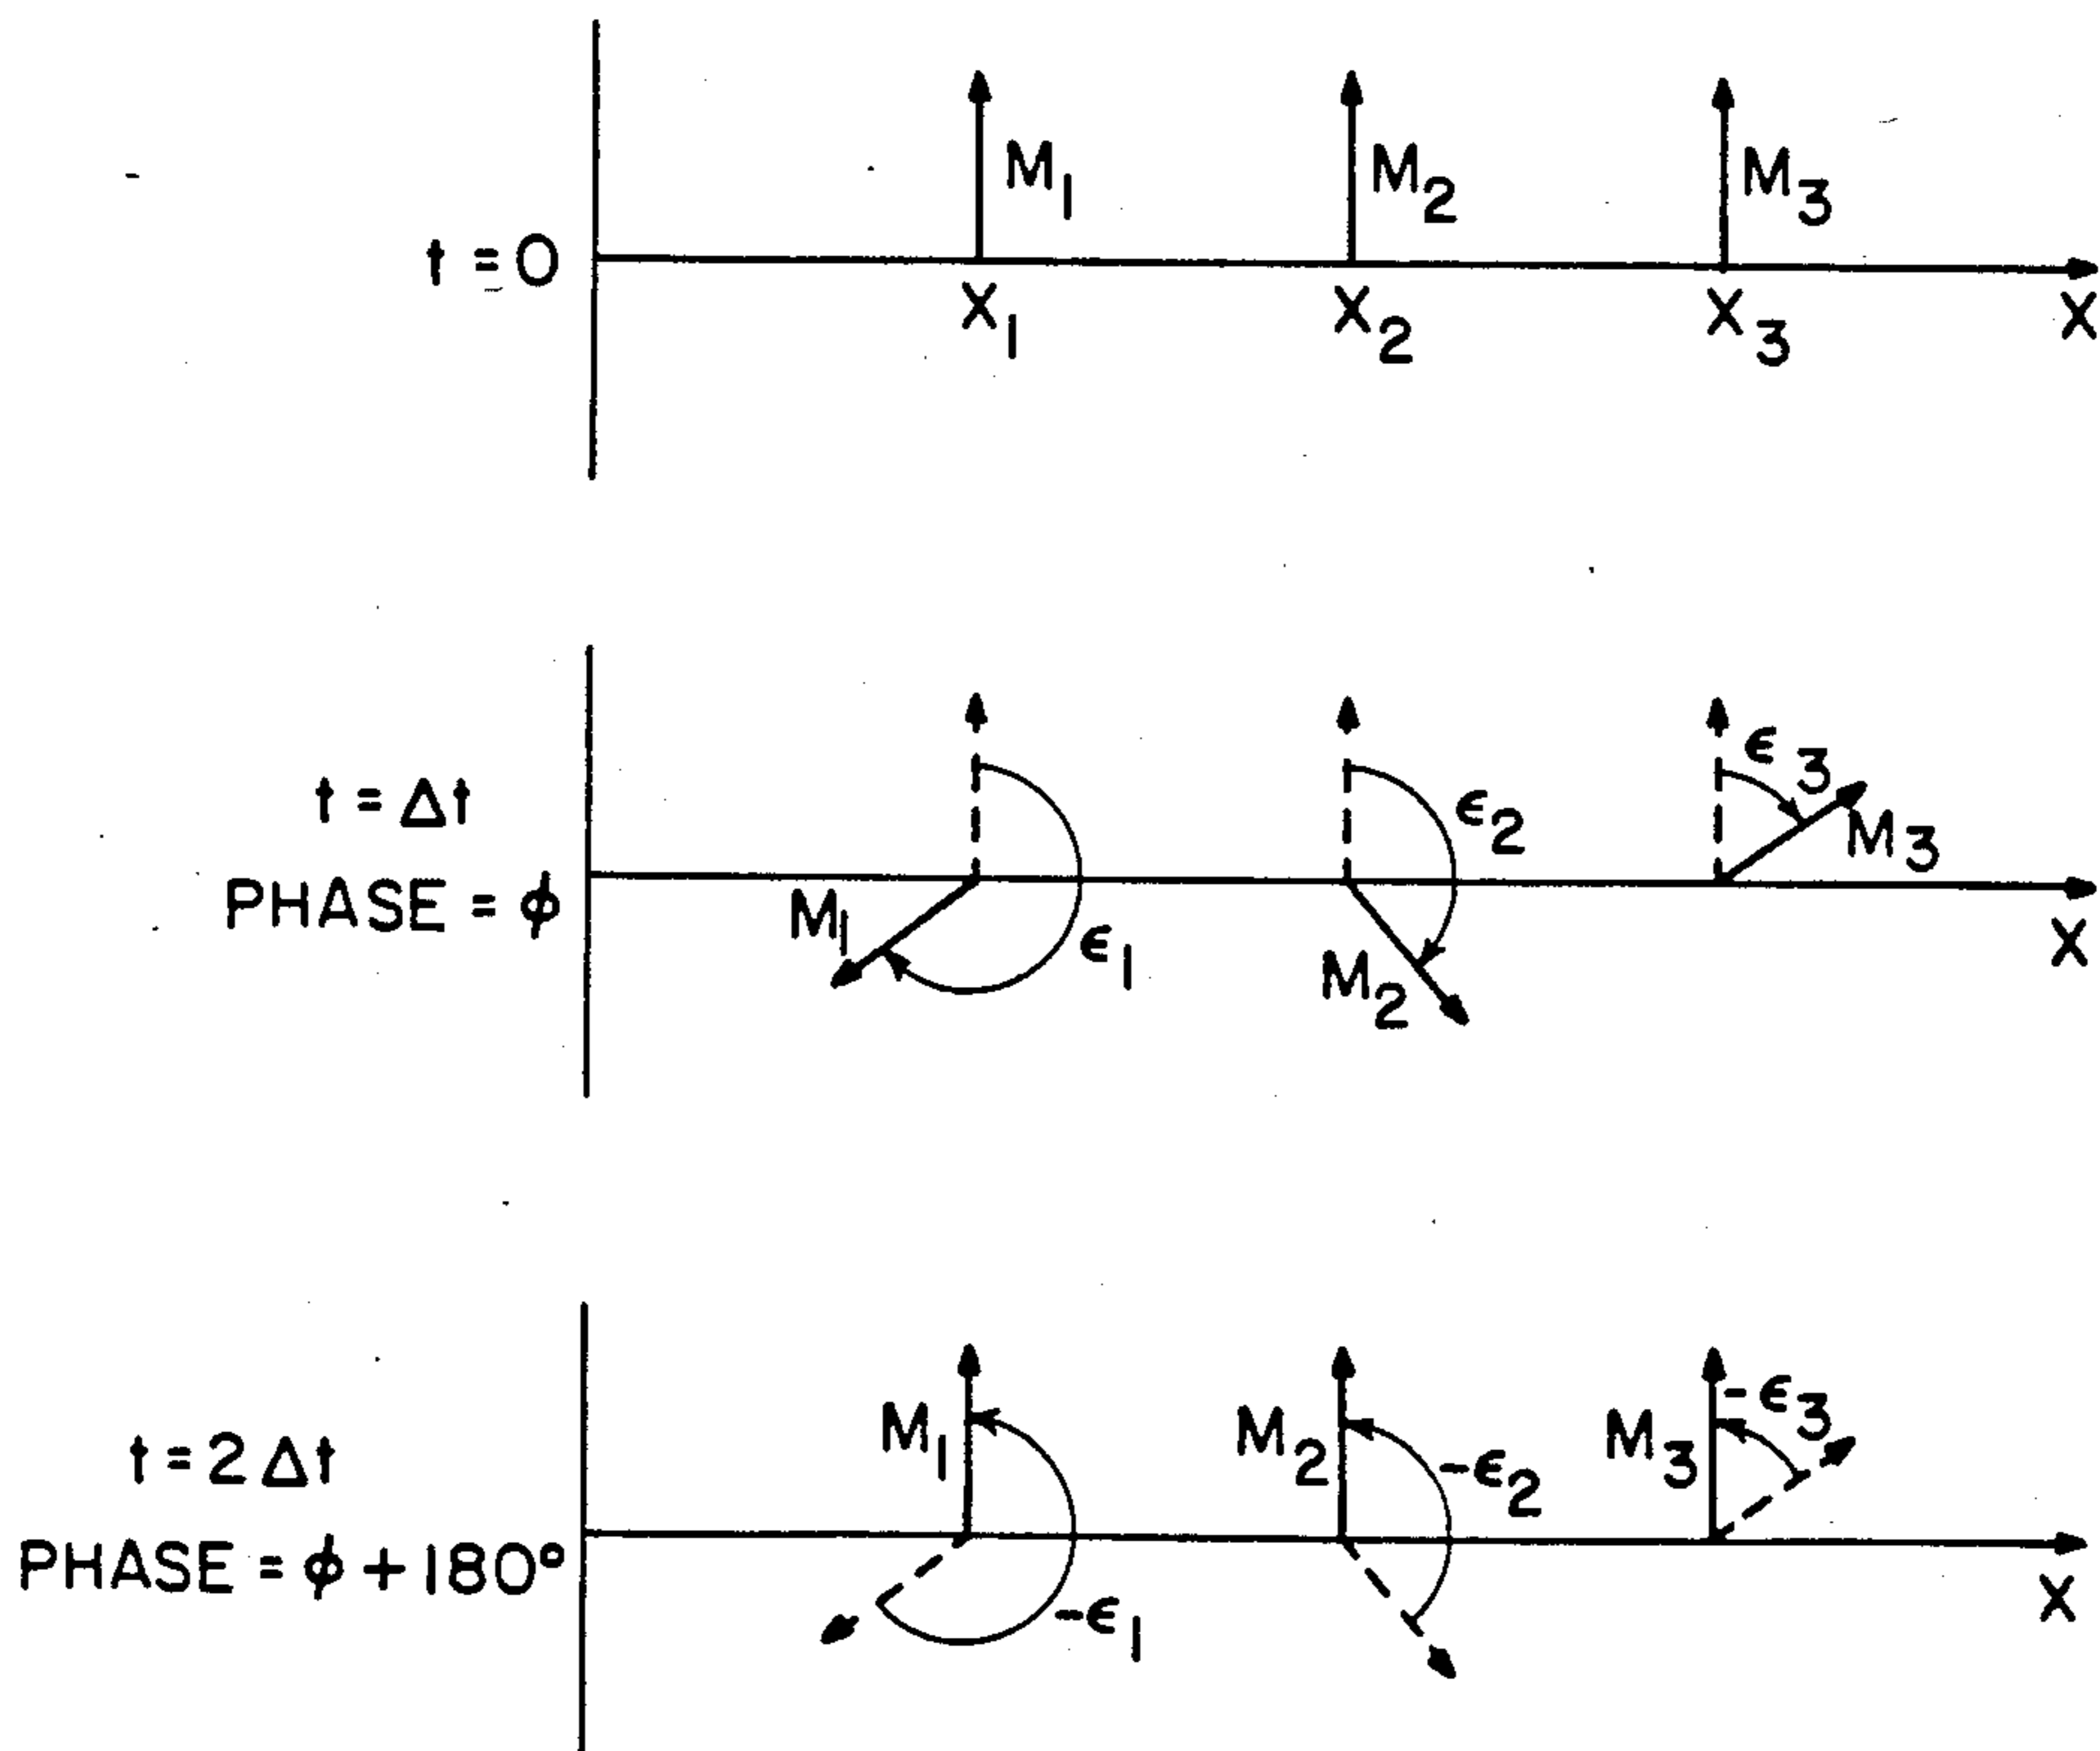 M1 M2 M3
t = 0
X1 X2 X3 X
t = Δt
PHASE = ϕ
ϵ3
ϵ2
M3
M1 ϵ1
M2
X
t = 2Δt
PHASE = ϕ + 180°
M1 M2 M3 -ϵ3
-ϵ2
-ϵ1
X